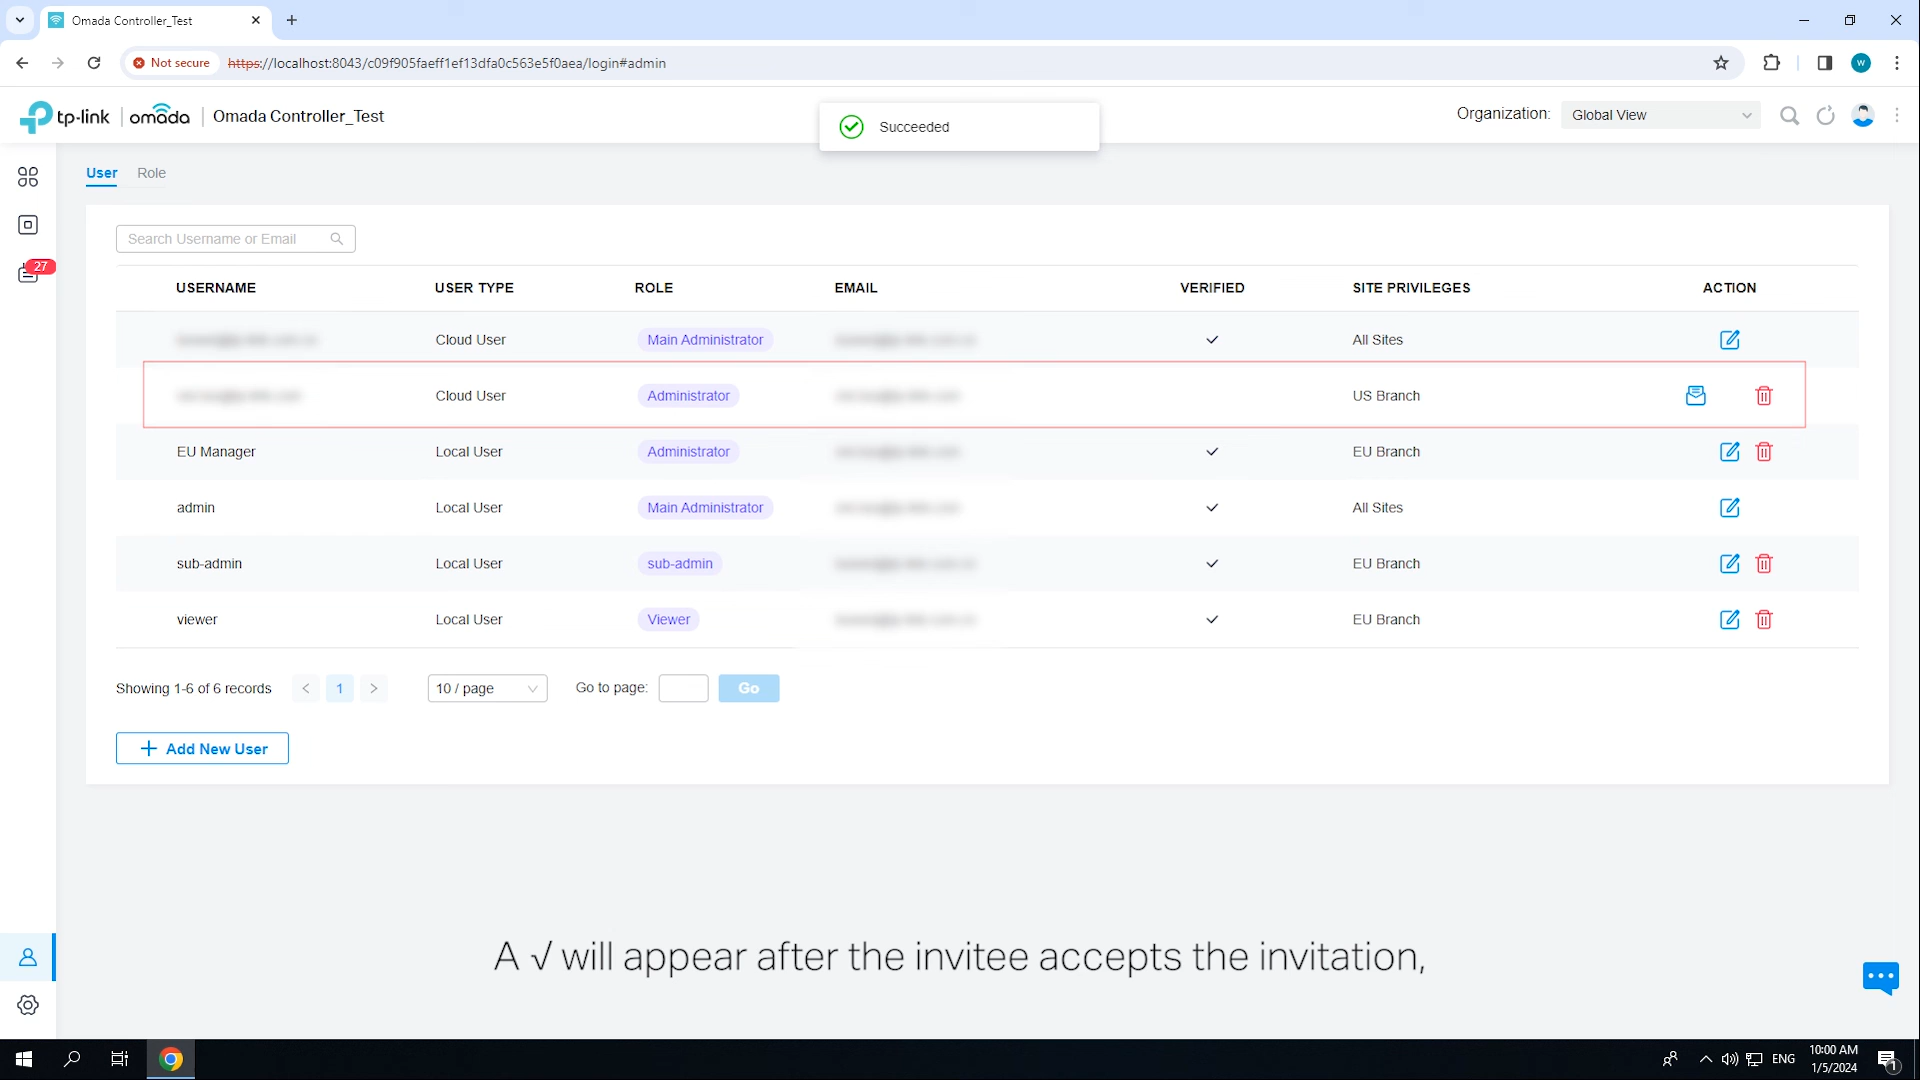 Omada Controller_Test
Not secure
https://localhost:8043/c09f905faeff1ef13dfa0c563e5f0aea/login#admin
W
tp-link | omada | Omada Controller_Test
Succeeded
Organization: Global View
27
User Role
Search Username or Email
USERNAME USER TYPE ROLE EMAIL VERIFIED SITE PRIVILEGES ACTION
Cloud User Main Administrator All Sites
Cloud User Administrator US Branch
EU Manager Local User Administrator EU Branch
admin Local User Main Administrator All Sites
sub-admin Local User sub-admin EU Branch
viewer Local User Viewer EU Branch
Showing 1-6 of 6 records < 1 > 10 / page Go to page: Go
+ Add New User
A √ will appear after the invitee accepts the invitation,
ENG
10:00 AM
1/5/2024
1